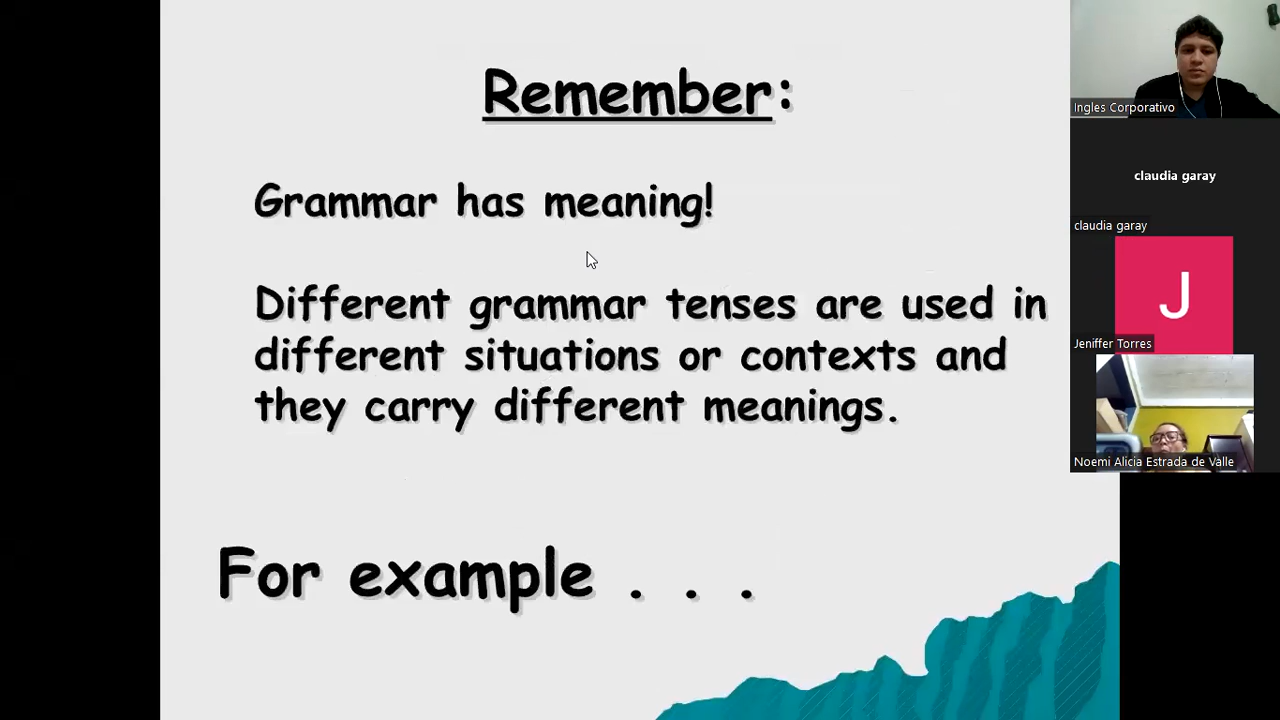 Remember:
Grammar has meaning!
Different grammar tenses are used in
different situations or contexts and
they carry different meanings.
For example . . .
Ingles Corporativo
claudia garay
claudia garay
J
Jeniffer Torres
Noemi Alicia Estrada de Valle